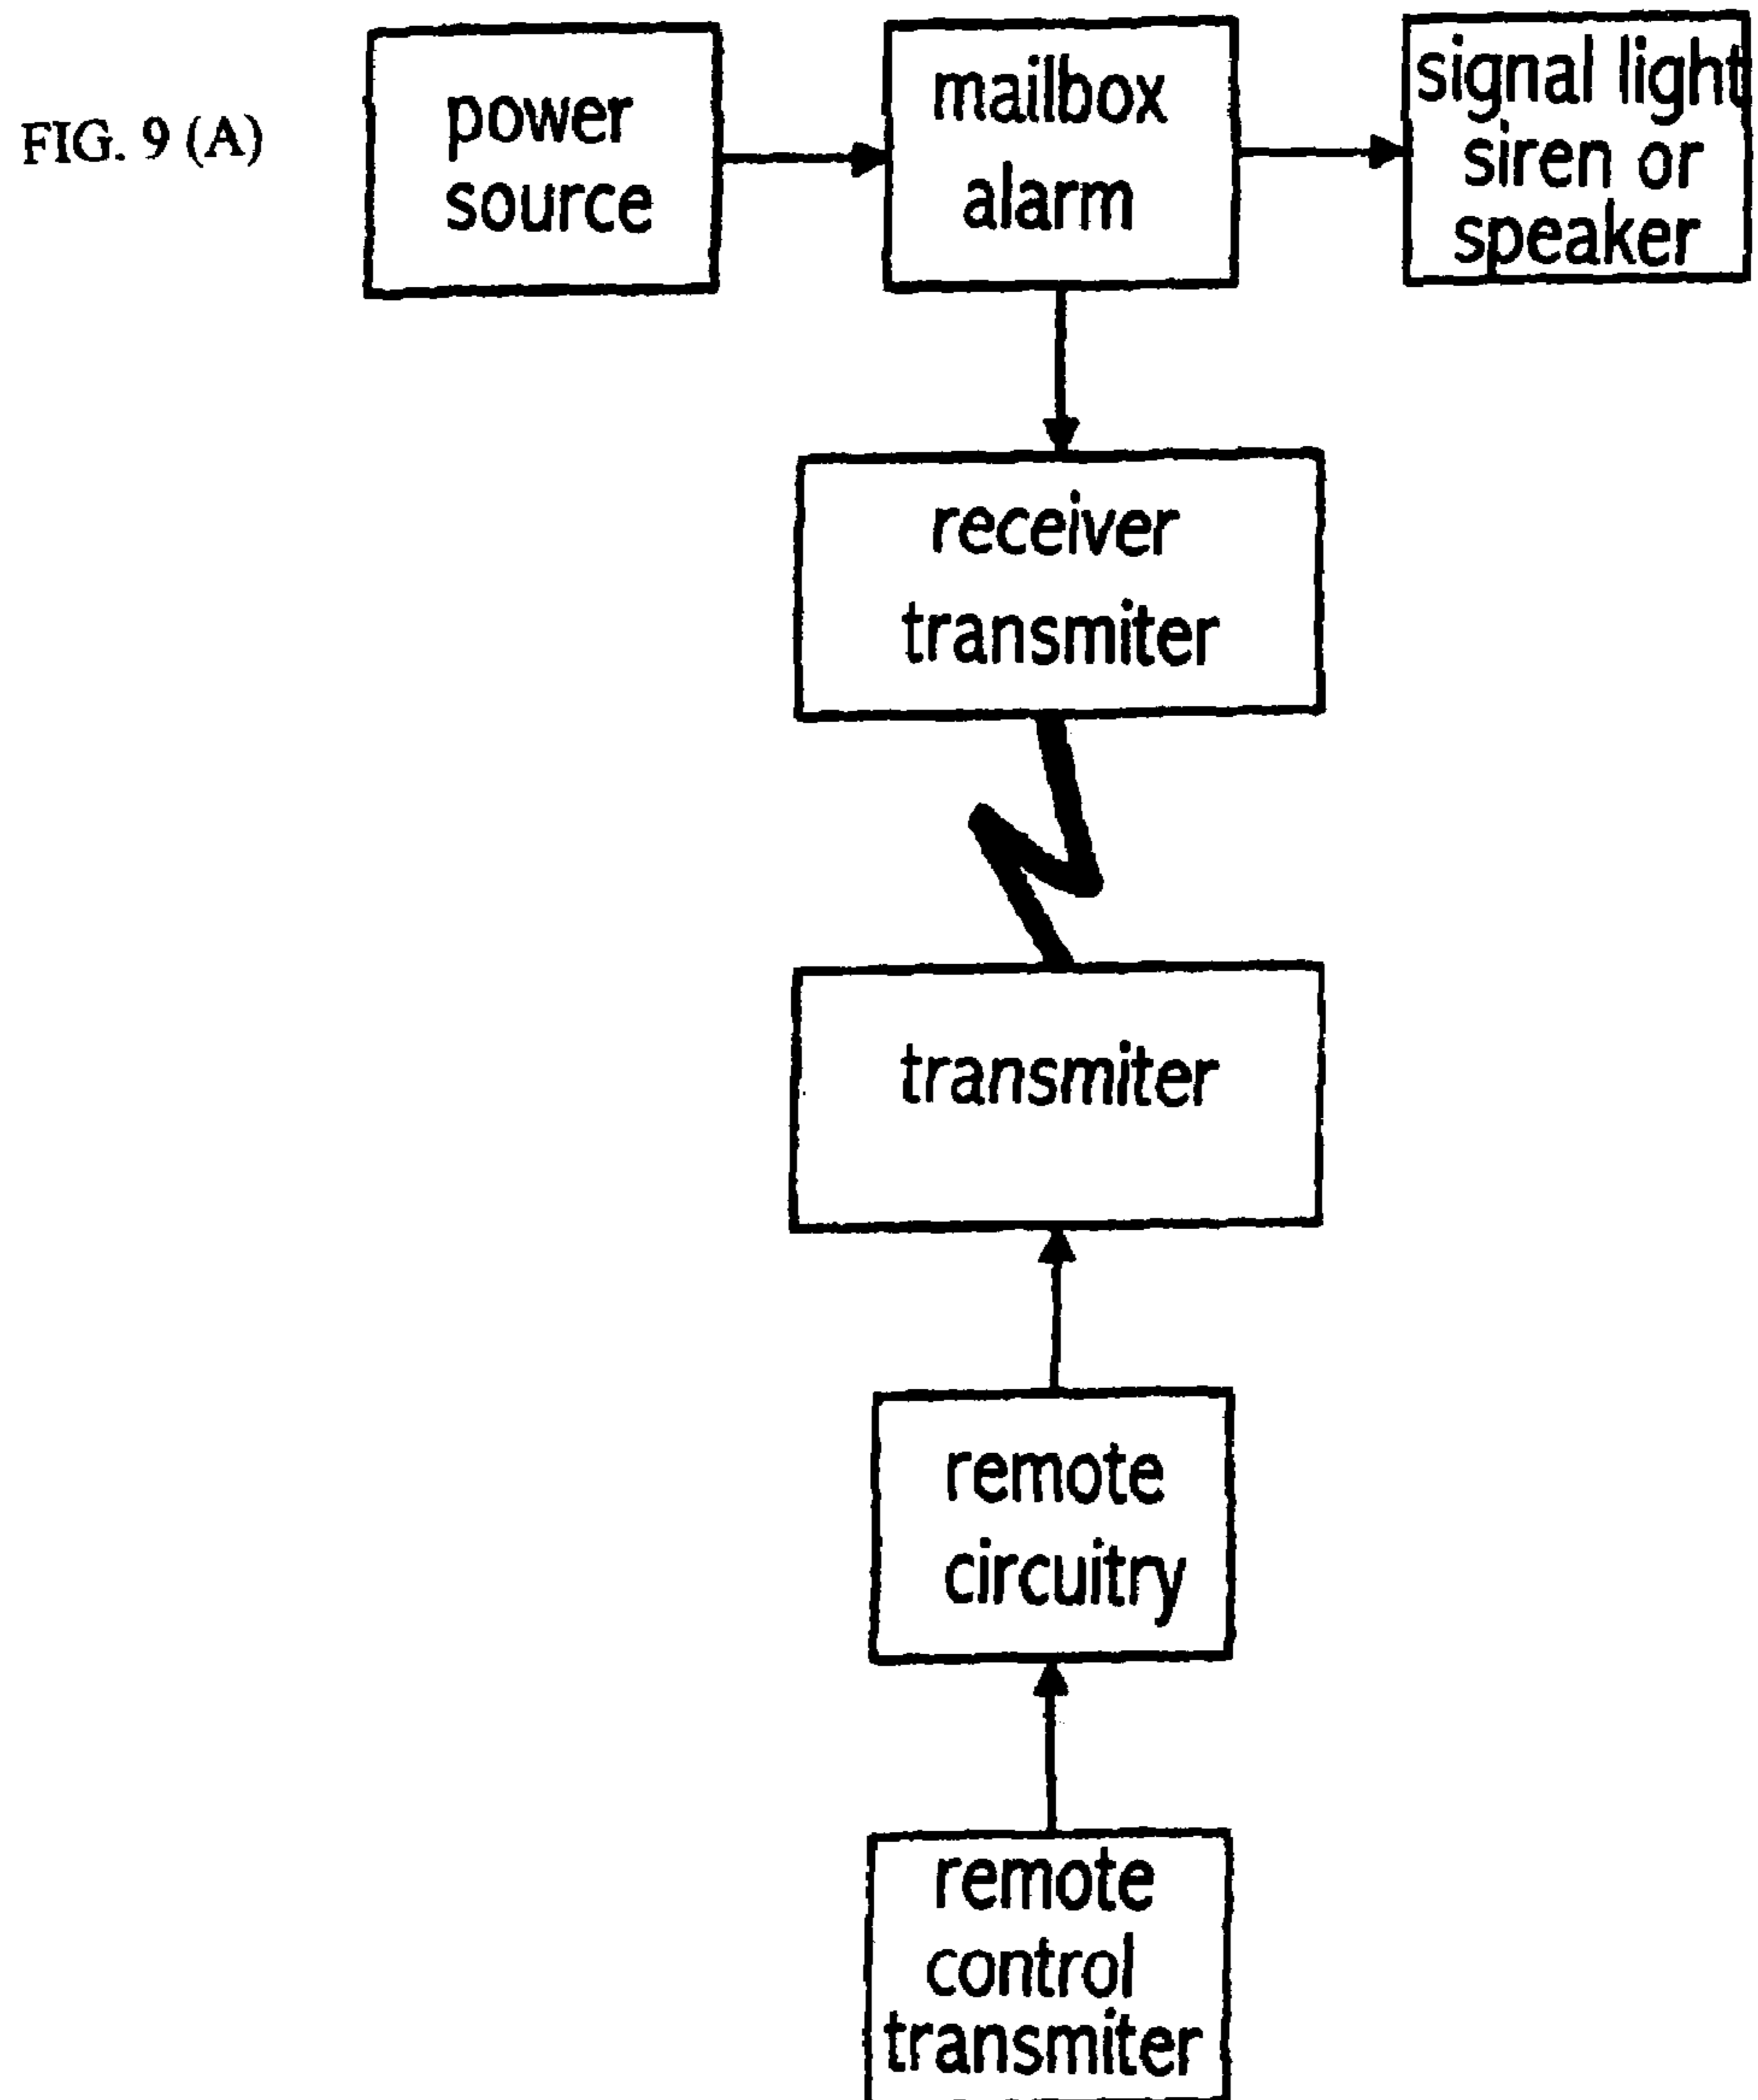 FIG. 9 (A)
power
source
mailbox
alarm
signal light
siren or
speaker
receiver
transmiter
transmiter
remote
circuitry
remote
control
transmiter